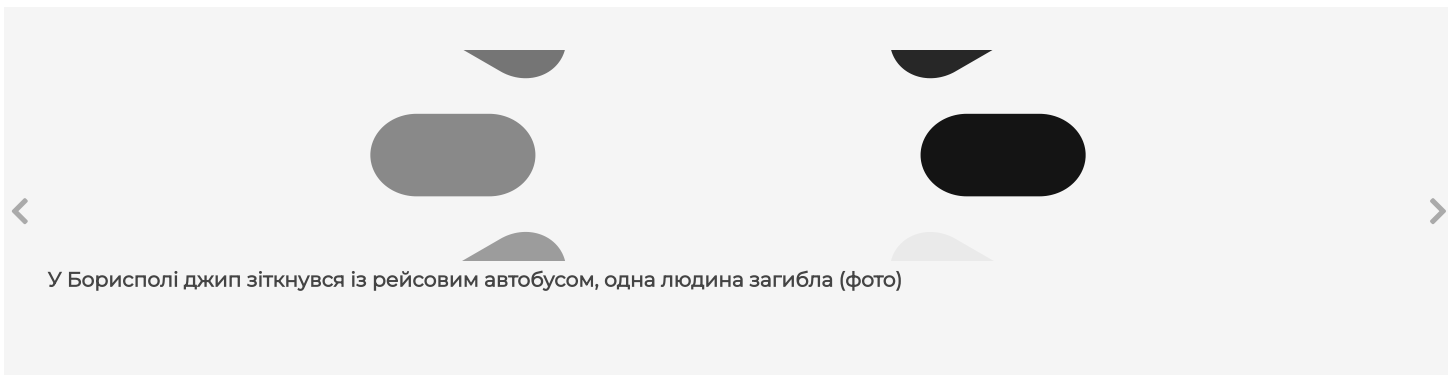 У Борисполі джип зіткнувся із рейсовим автобусом, одна людина загибла (фото)